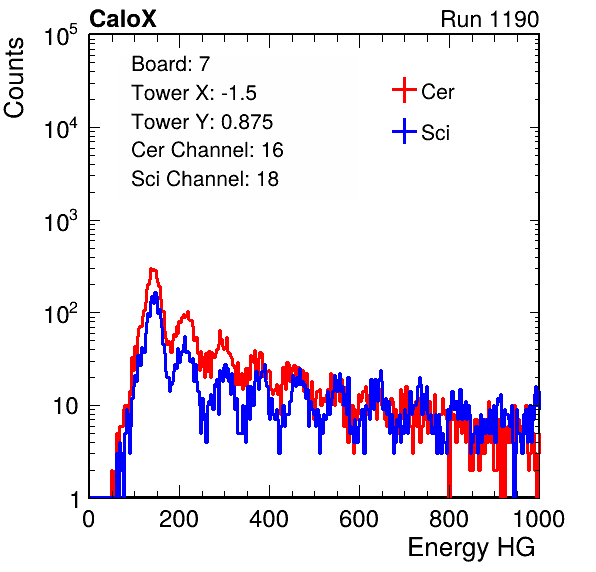 CaloX Run 1190
Counts
10^5
10^4
10^3
10^2
10
1
Board: 7
Tower X: -1.5
Tower Y: 0.875
Cer Channel: 16
Sci Channel: 18
Cer
Sci
0 200 400 600 800 1000
Energy HG